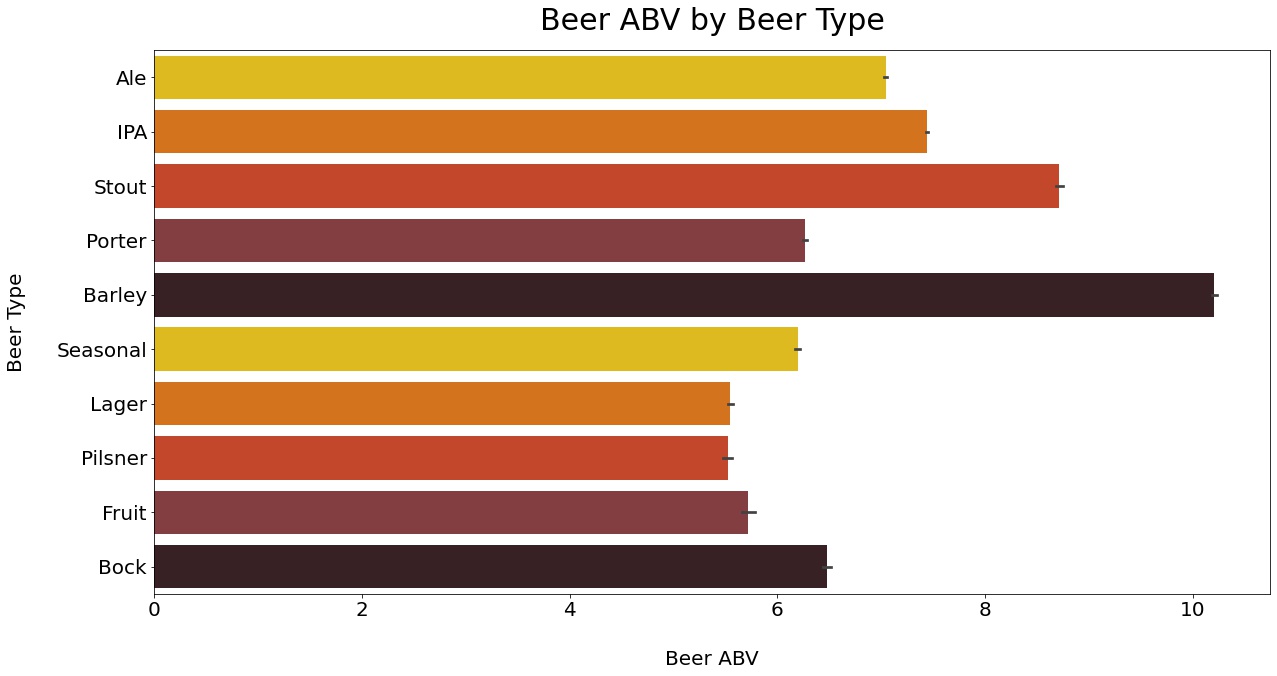 Beer ABV by Beer Type
Beer Type
Ale
IPA
Stout
Porter
Barley
Seasonal
Lager
Pilsner
Fruit
Bock
0 2 4 6 8 10
Beer ABV